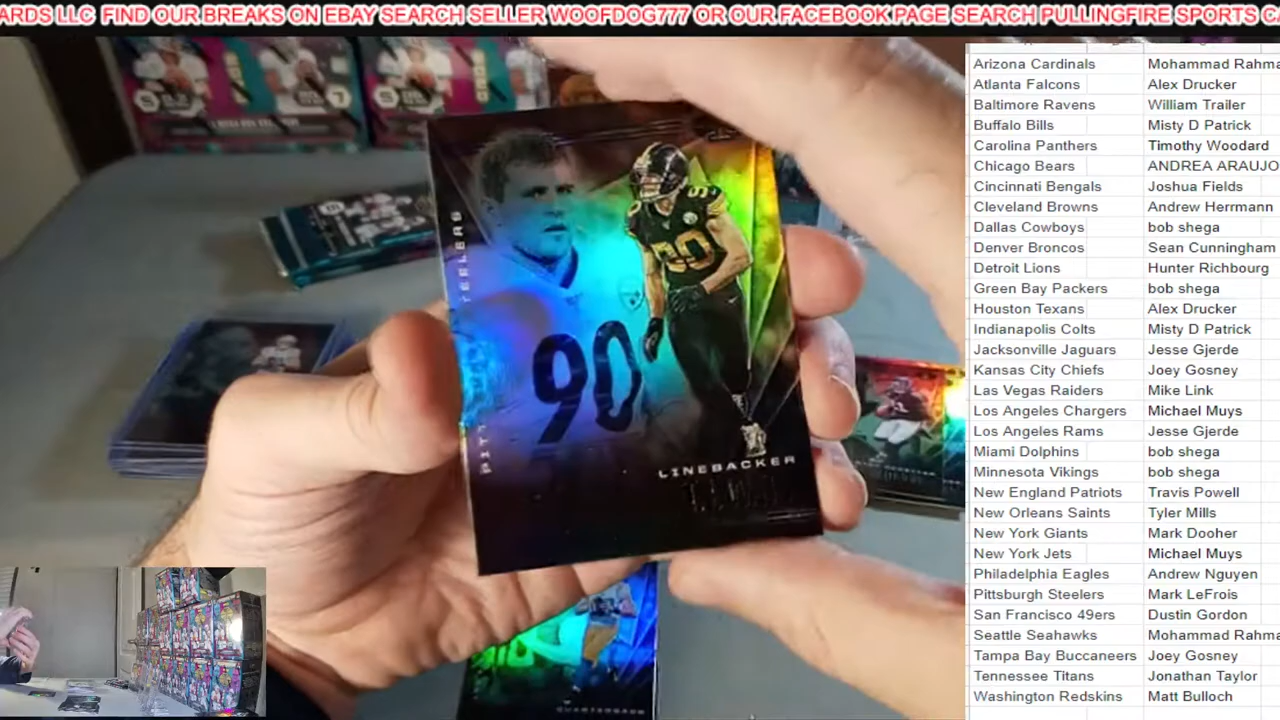 ARDS LLC FIND OUR BREAKS ON EBAY SEARCH SELLER WOOFDOG777 OR OUR FACEBOOK PAGE SEARCH PULLINGFIRE SPORTS CA
Arizona Cardinals Mohammad Rahma
Atlanta Falcons Alex Drucker
Baltimore Ravens William Trailer
Buffalo Bills Misty D Patrick
Carolina Panthers Timothy Woodard
Chicago Bears ANDREA ARAUJO
Cincinnati Bengals Joshua Fields
Cleveland Browns Andrew Herrmann
Dallas Cowboys bob shega
Denver Broncos Sean Cunningham
Detroit Lions Hunter Richbourg
Green Bay Packers bob shega
Houston Texans Alex Drucker
Indianapolis Colts Misty D Patrick
Jacksonville Jaguars Jesse Gjerde
Kansas City Chiefs Joey Gosney
Las Vegas Raiders Mike Link
Los Angeles Chargers Michael Muys
Los Angeles Rams Jesse Gjerde
Miami Dolphins bob shega
Minnesota Vikings bob shega
New England Patriots Travis Powell
New Orleans Saints Tyler Mills
New York Giants Mark Dooher
New York Jets Michael Muys
Philadelphia Eagles Andrew Nguyen
Pittsburgh Steelers Mark LeFrois
San Francisco 49ers Dustin Gordon
Seattle Seahawks Mohammad Rahma
Tampa Bay Buccaneers Joey Gosney
Tennessee Titans Jonathan Taylor
Washington Redskins Matt Bulloch
90
90
LINEBACKER